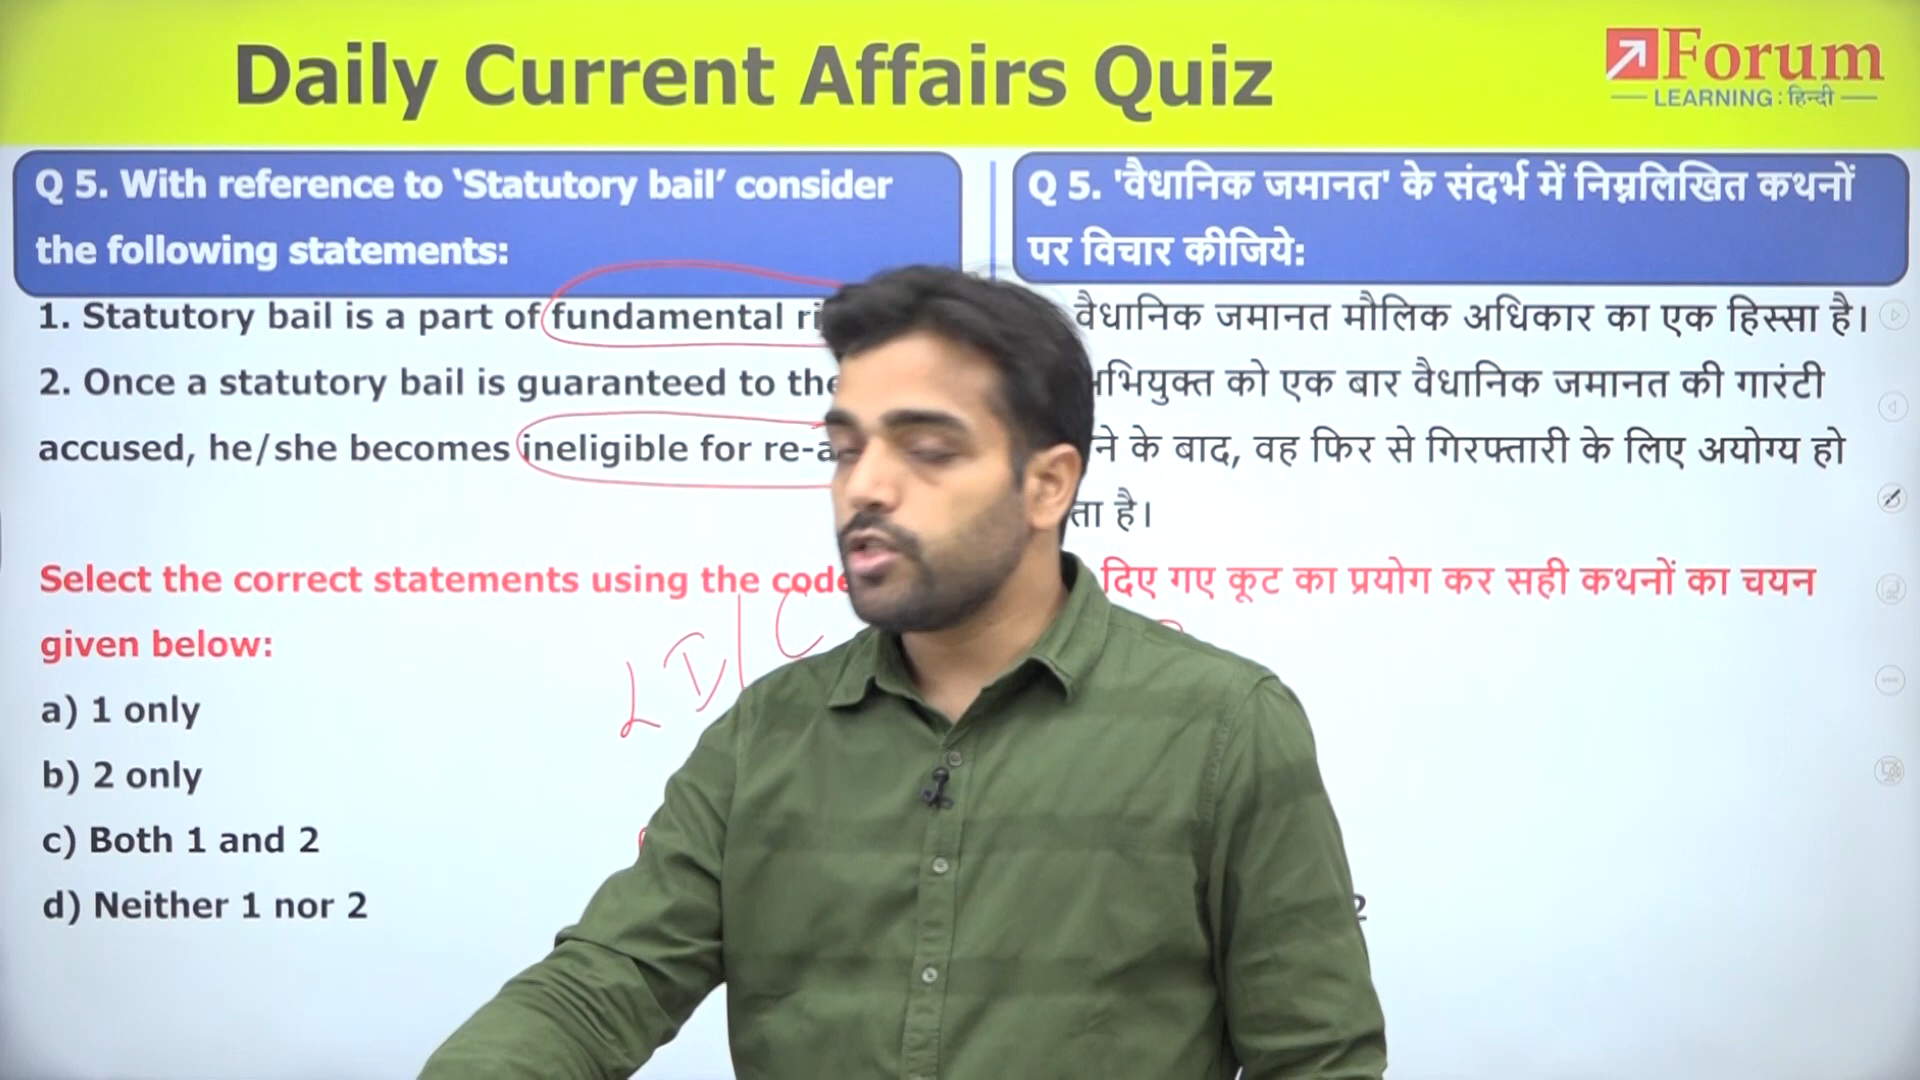 Daily Current Affairs Quiz
Forum
LEARNING : हिन्दी
Q 5. With reference to ‘Statutory bail’ consider
the following statements:
1. Statutory bail is a part of fundamental
2. Once a statutory bail is guaranteed to the
accused, he/she becomes ineligible for
Select the correct statements using the code
given below:
a) 1 only
b) 2 only
c) Both 1 and 2
d) Neither 1 nor 2
Q 5. 'वैधानिक जमानत' के संदर्भ में निम्नलिखित कथनों
पर विचार कीजिये:
वैधानिक जमानत मौलिक अधिकार का एक हिस्सा है।
को एक बार वैधानिक जमानत की गारंटी
के बाद, वह फिर से गिरफ्तारी के लिए अयोग्य हो
है।
दिए गए कूट का प्रयोग कर सही कथनों का चयन
2